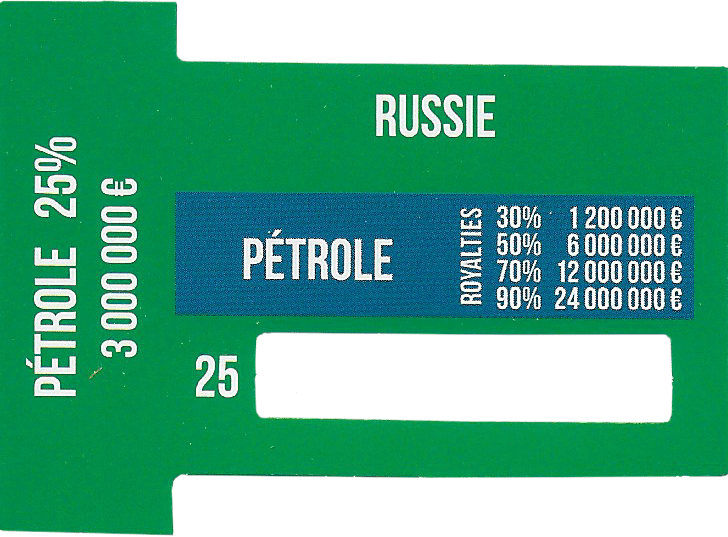 PÉTROLE 25%
3 000 000 €
RUSSIE
PÉTROLE
ROYALTIES
30% 1 200 000 €
50% 6 000 000 €
70% 12 000 000 €
90% 24 000 000 €
25